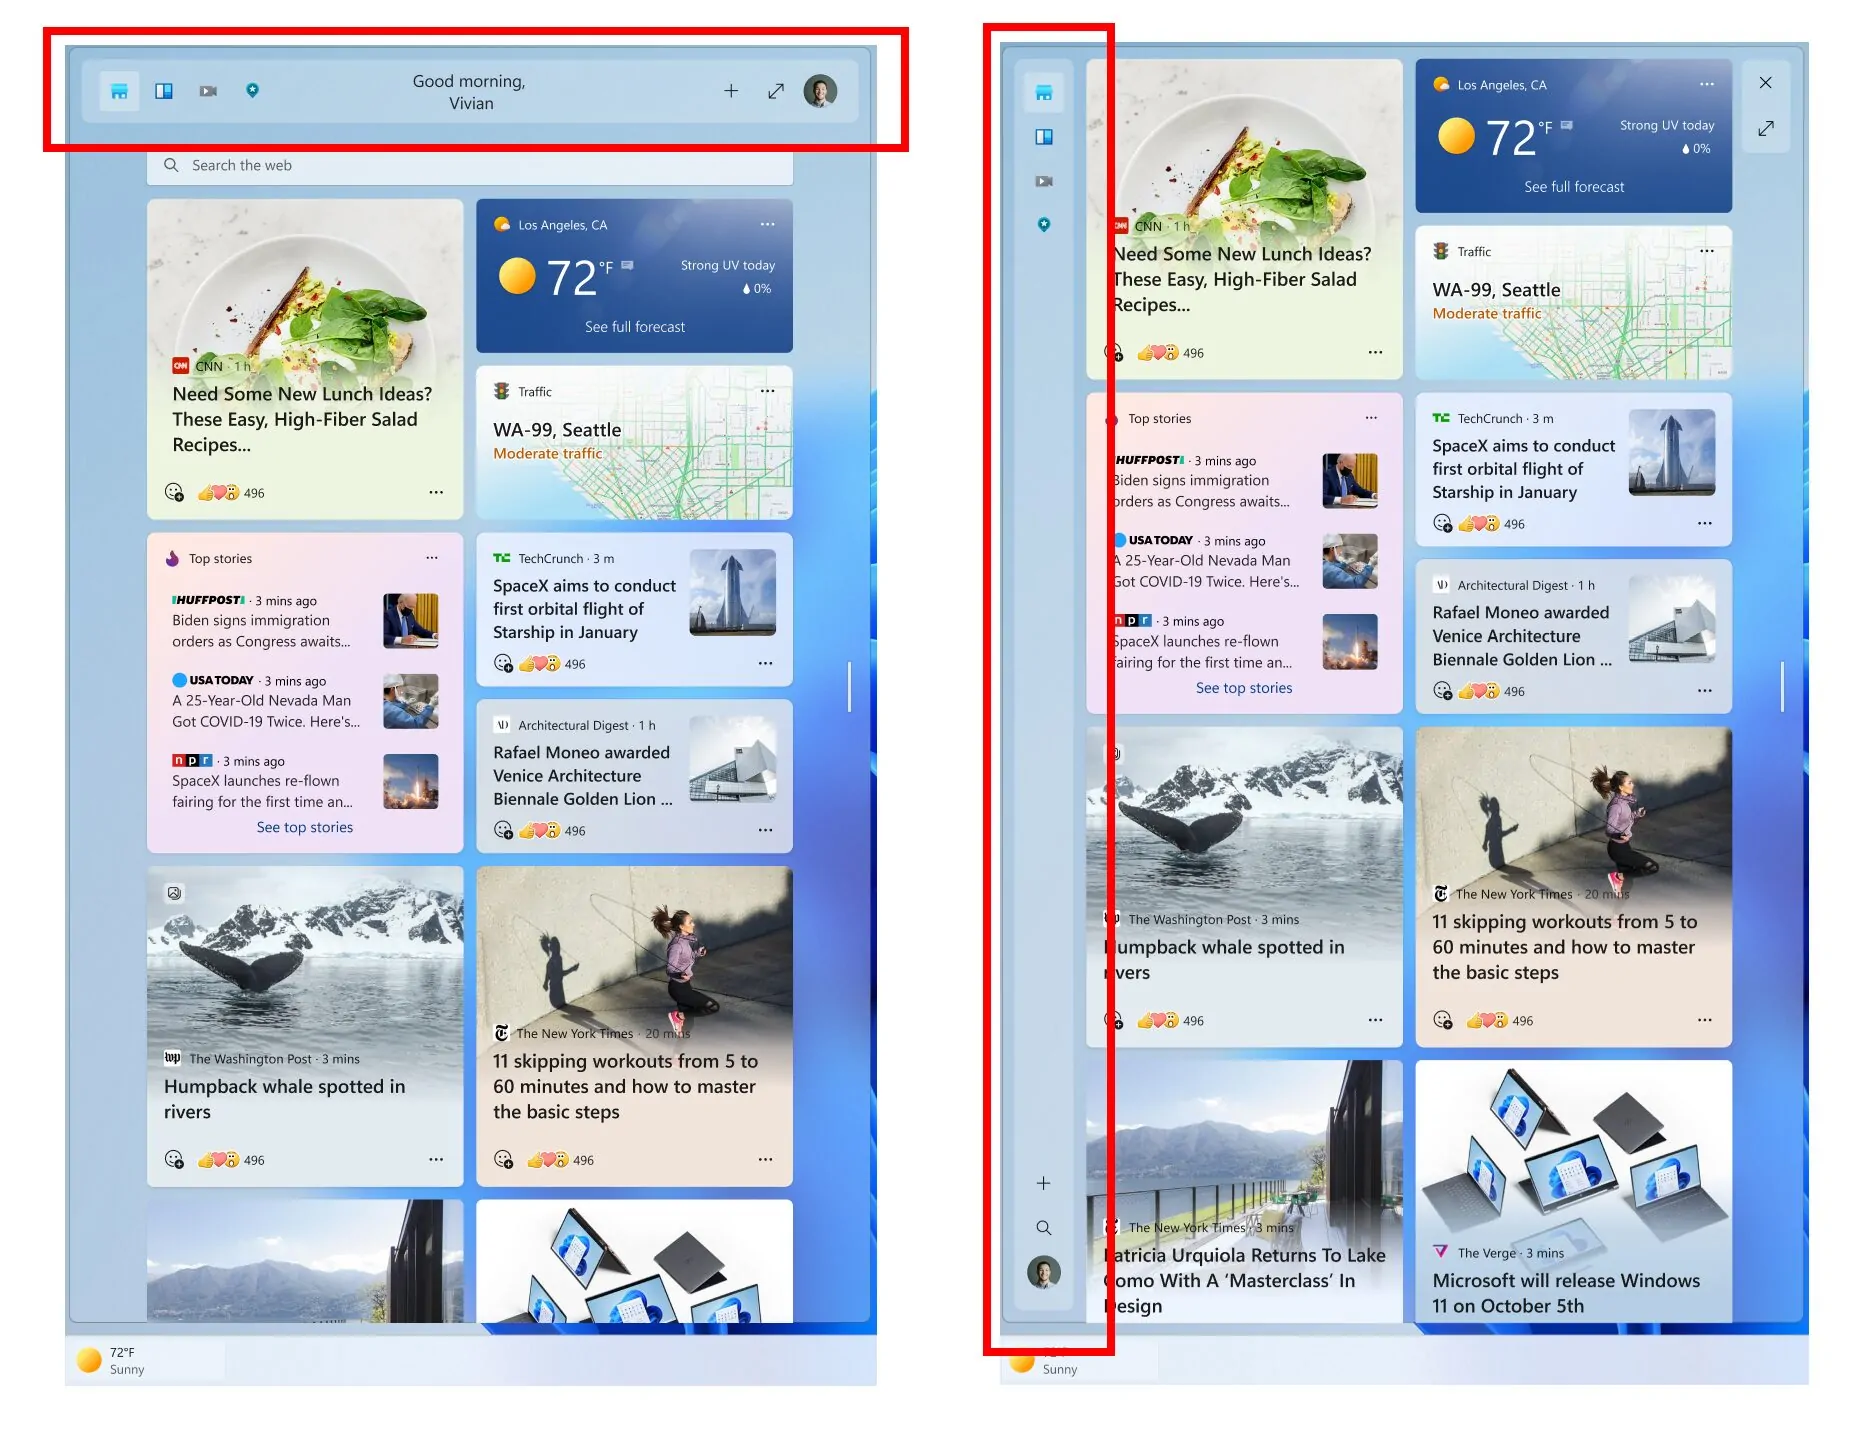 Good morning,
Vivian
Search the web
CNN · 1 h
Need Some New Lunch Ideas?
These Easy, High-Fiber Salad
Recipes...
496
Los Angeles, CA
72°F
Strong UV today
0%
See full forecast
Traffic
WA-99, Seattle
Moderate traffic
Top stories
HUFFPOST · 3 mins ago
Biden signs immigration
orders as Congress awaits...
USA TODAY · 3 mins ago
A 25-Year-Old Nevada Man
Got COVID-19 Twice. Here's...
npr · 3 mins ago
SpaceX launches re-flown
fairing for the first time an...
See top stories
TechCrunch · 3 m
SpaceX aims to conduct
first orbital flight of
Starship in January
496
Architectural Digest · 1 h
Rafael Moneo awarded
Venice Architecture
Biennale Golden Lion ...
496
wp The Washington Post · 3 mins
Humpback whale spotted in
rivers
496
The New York Times · 20 mins
11 skipping workouts from 5 to
60 minutes and how to master
the basic steps
496
72°F
Sunny
CNN · 1 h
Need Some New Lunch Ideas?
These Easy, High-Fiber Salad
Recipes...
496
Los Angeles, CA
72°F
Strong UV today
0%
See full forecast
Traffic
WA-99, Seattle
Moderate traffic
Top stories
HUFFPOST · 3 mins ago
Biden signs immigration
orders as Congress awaits...
USA TODAY · 3 mins ago
A 25-Year-Old Nevada Man
Got COVID-19 Twice. Here's...
npr · 3 mins ago
SpaceX launches re-flown
fairing for the first time an...
See top stories
TechCrunch · 3 m
SpaceX aims to conduct
first orbital flight of
Starship in January
496
Architectural Digest · 1 h
Rafael Moneo awarded
Venice Architecture
Biennale Golden Lion ...
496
The Washington Post · 3 mins
Humpback whale spotted in
rivers
496
The New York Times · 20 mins
11 skipping workouts from 5 to
60 minutes and how to master
the basic steps
496
The New York Times · 3 mins
Patricia Urquiola Returns To Lake
Como With A ‘Masterclass’ In
Design
The Verge · 3 mins
Microsoft will release Windows
11 on October 5th
Sunny